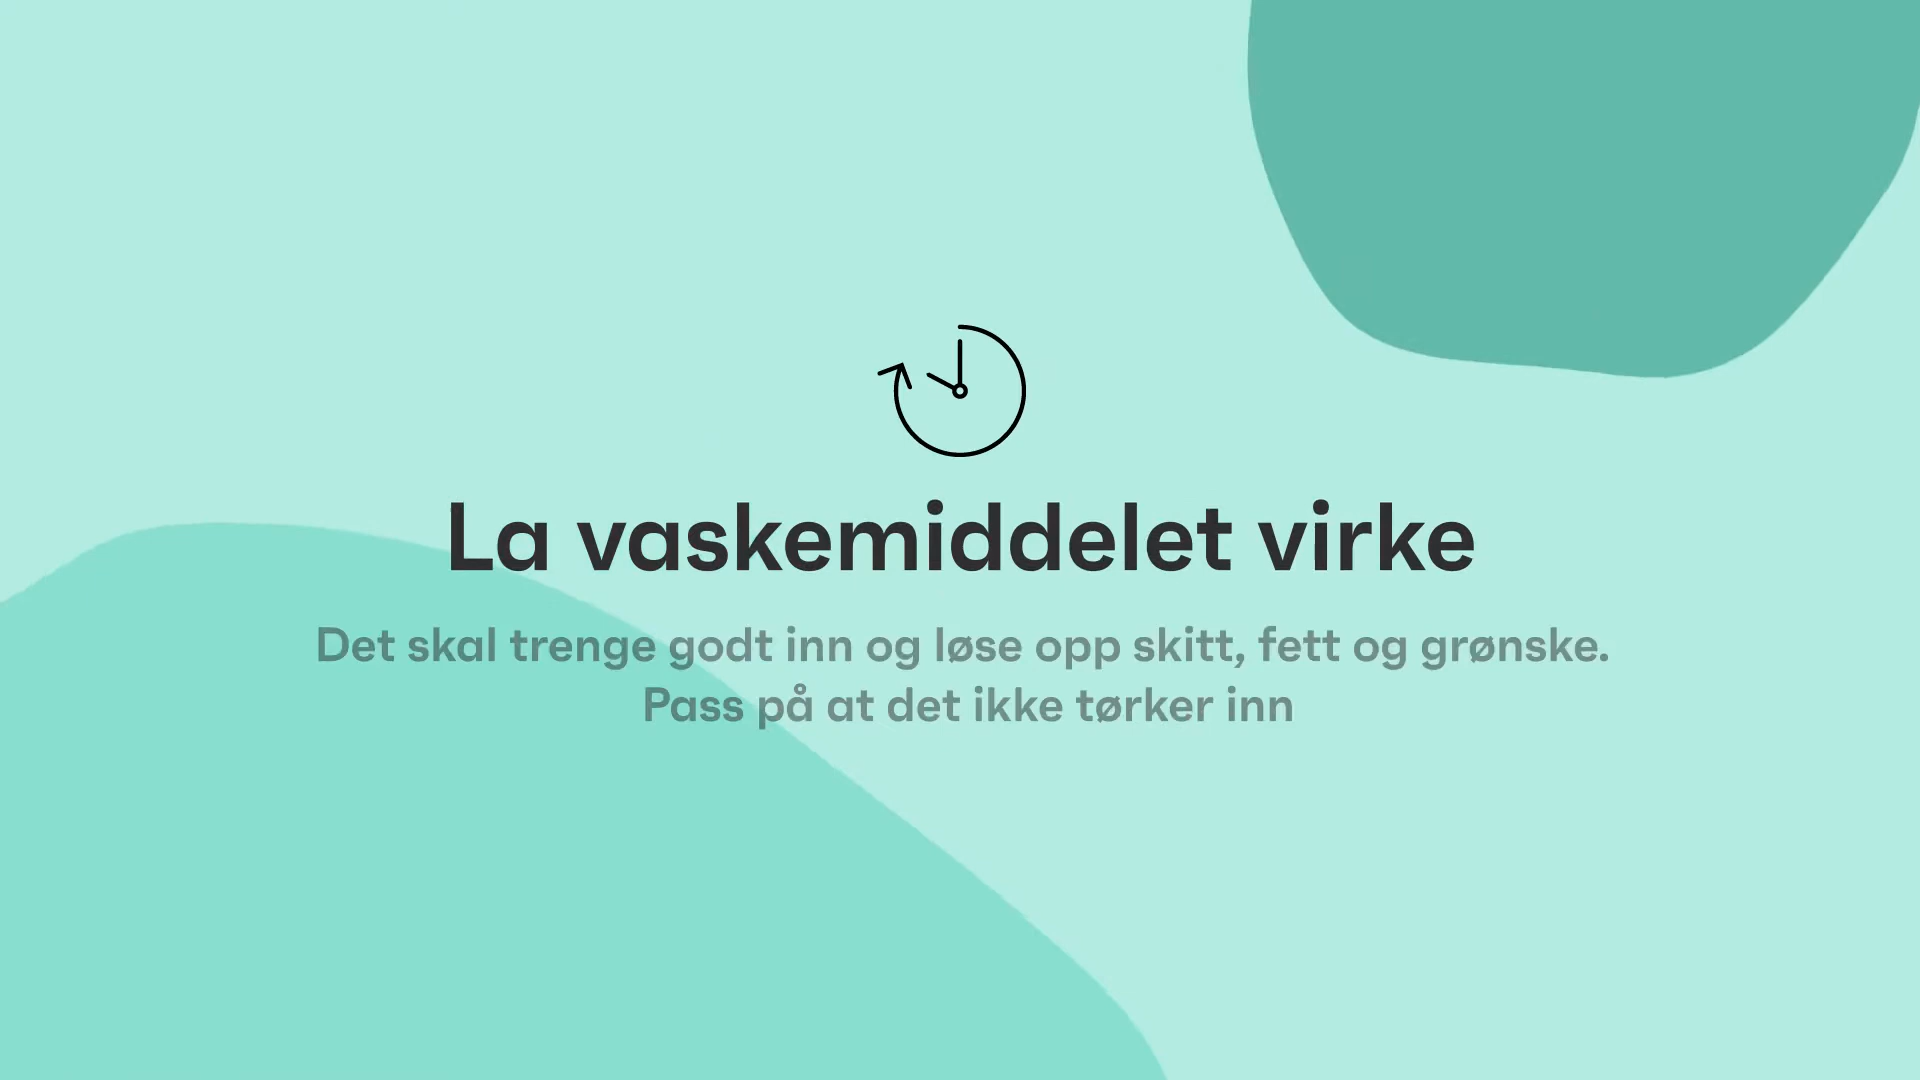 La vaskemiddelet virke
Det skal trenge godt inn og løse opp skitt, fett og grønske.
Pass på at det ikke tørker inn